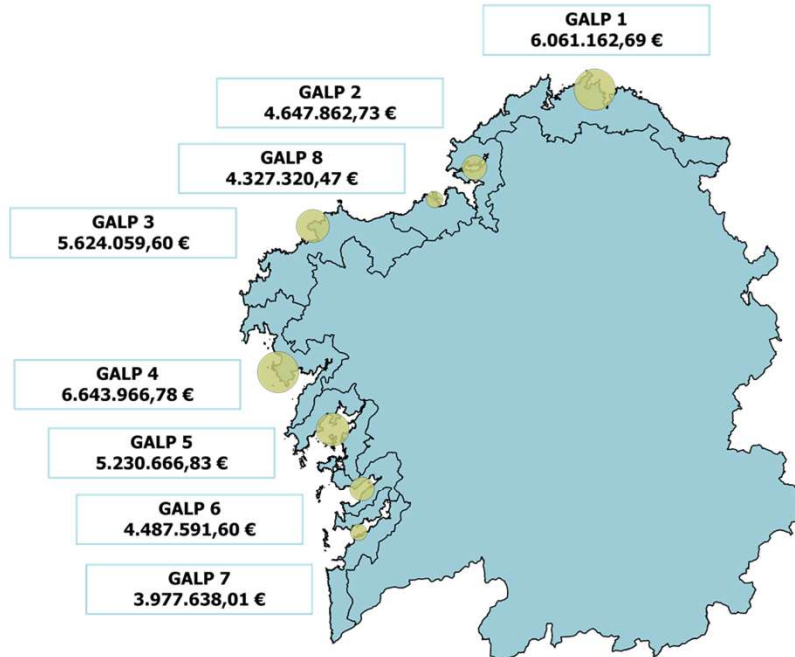 GALP 1
6.061.162,69 €
GALP 2
4.647.862,73 €
GALP 8
4.327.320,47 €
GALP 3
5.624.059,60 €
GALP 4
6.643.966,78 €
GALP 5
5.230.666,83 €
GALP 6
4.487.591,60 €
GALP 7
3.977.638,01 €